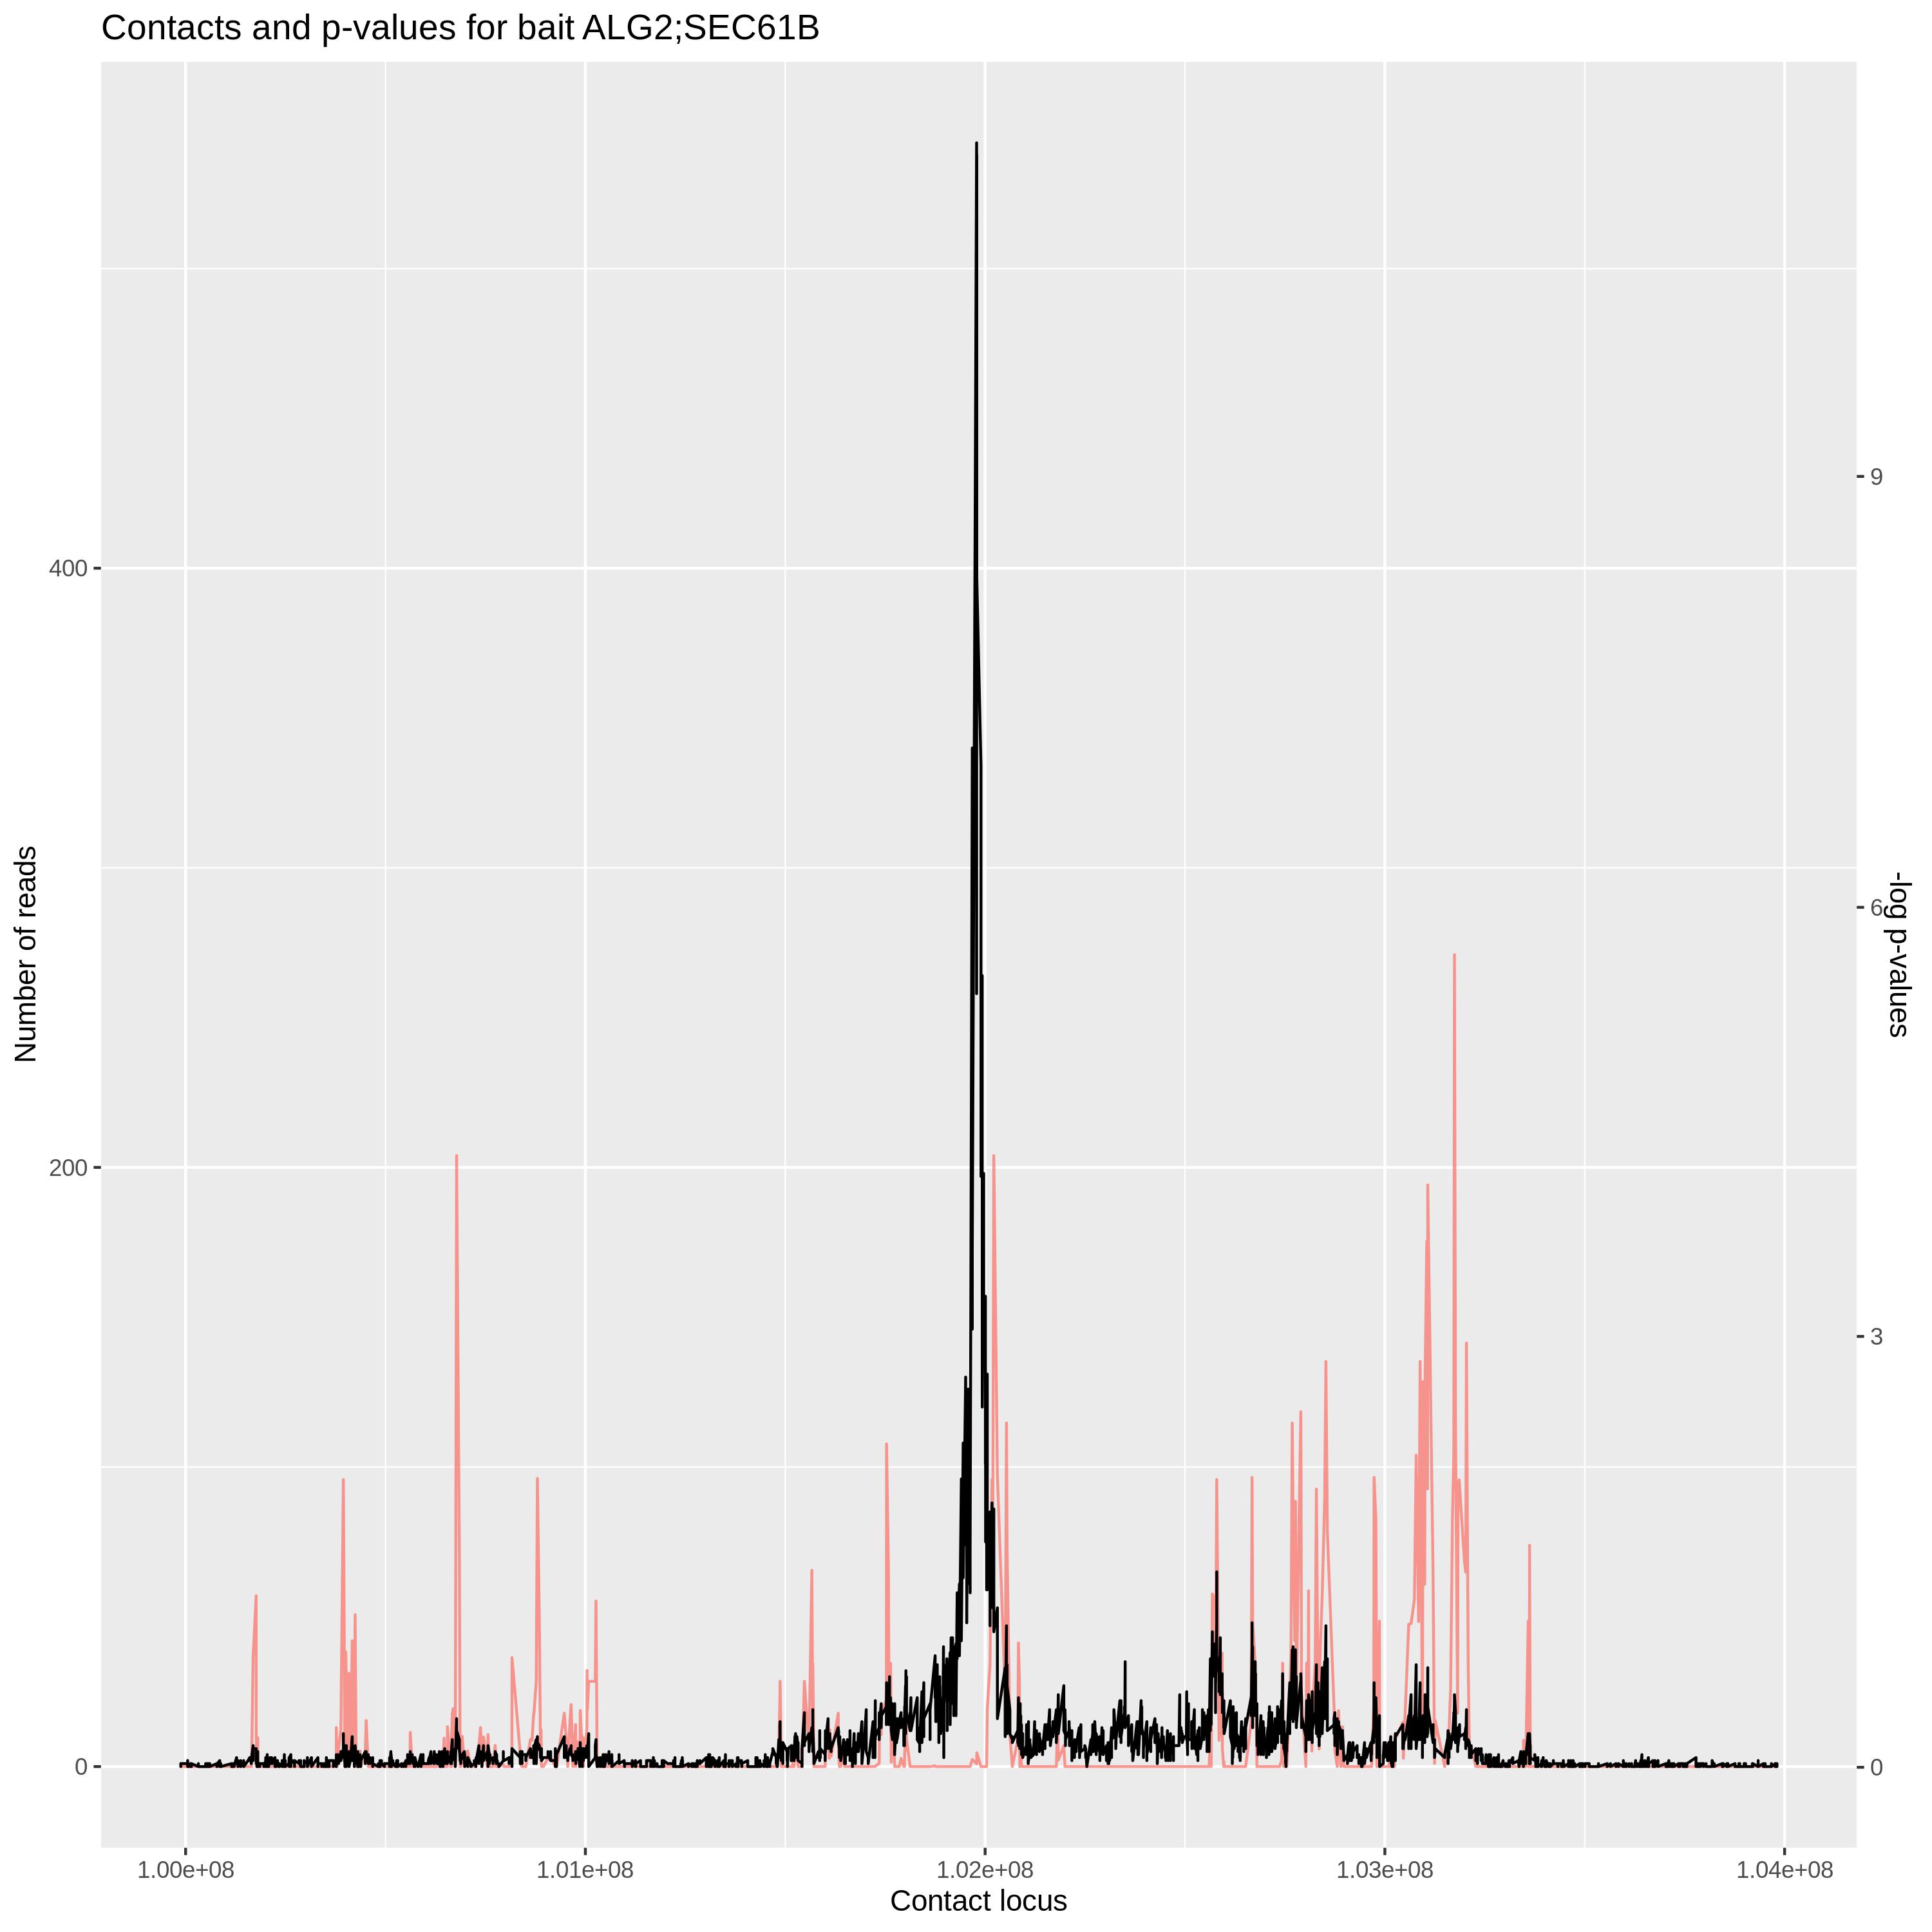 Contacts and p-values for bait ALG2;SEC61B
Number of reads
400
200
0
9
6
3
0
-log p-values
1.00e+08 1.01e+08 1.02e+08 1.03e+08 1.04e+08
Contact locus